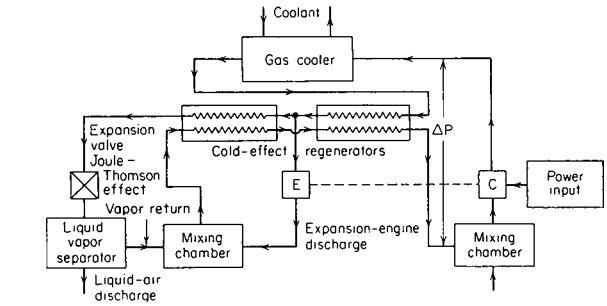 Coolant
Gas cooler
ΔP
Cold-effect regenerators
Expansion
valve
Joule-
Thomson
effect
E
C
Power
input
Vapor return
Liquid
vapor
separator
Mixing
chamber
Expansion-engine
discharge
Mixing
chamber
Liquid-air
discharge